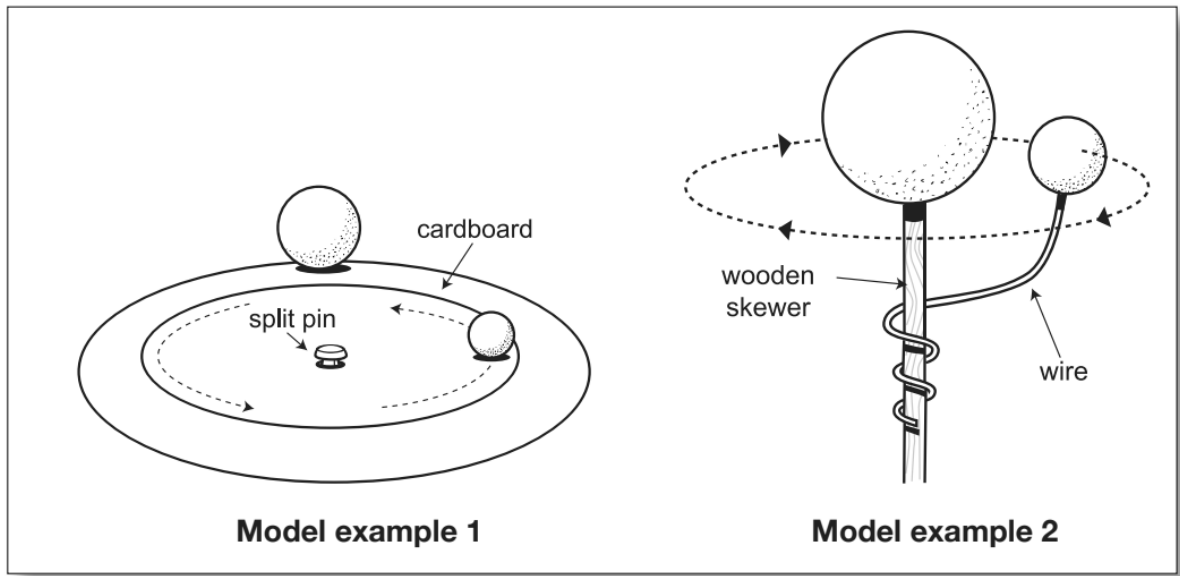 cardboard
split pin
Model example 1
wooden
skewer
wire
Model example 2